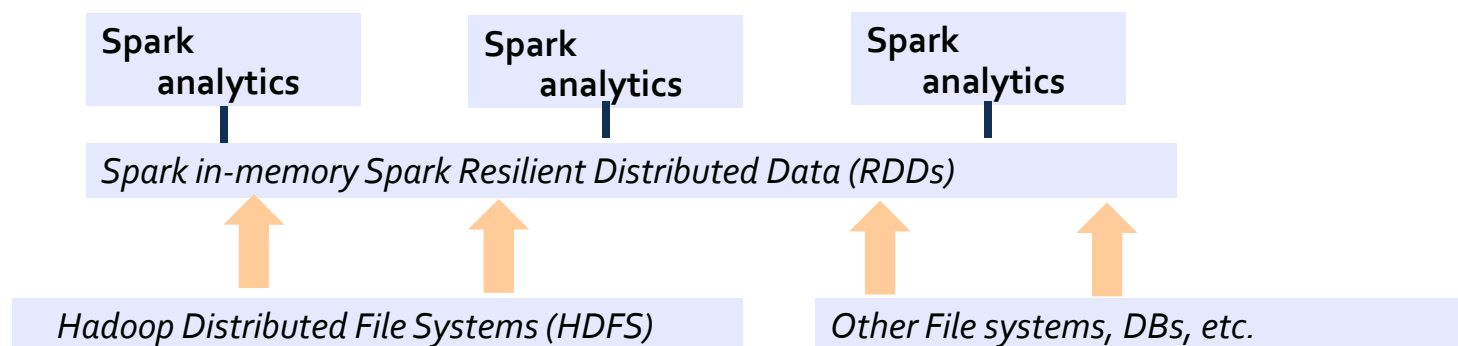 Spark
analytics
Spark
analytics
Spark
analytics
Spark in-memory Spark Resilient Distributed Data (RDDs)
Hadoop Distributed File Systems (HDFS)
Other File systems, DBs, etc.